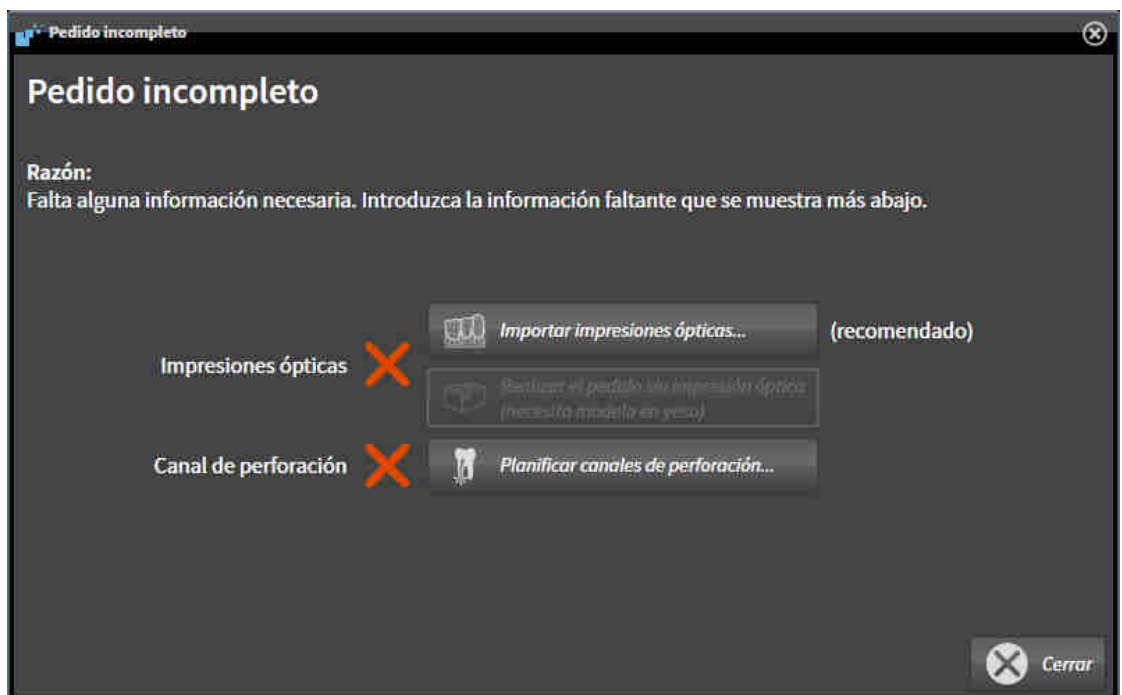 Pedido incompleto
Pedido incompleto
Razón:
Falta alguna información necesaria. Introduzca la información faltante que se muestra más abajo.
Importar impresiones ópticas...
(recomendado)
Impresiones ópticas
Realizar el pedido sin impresión óptica
(necesita modelo en yeso)
Canal de perforación
Planificar canales de perforación...
Cerrar